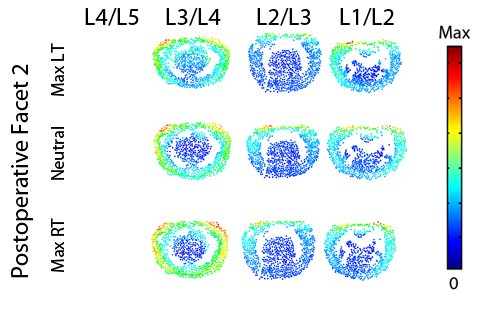 L4/L5 L3/L4 L2/L3 L1/L2
Max
Postoperative Facet 2
Max LT
Neutral
Max RT
0